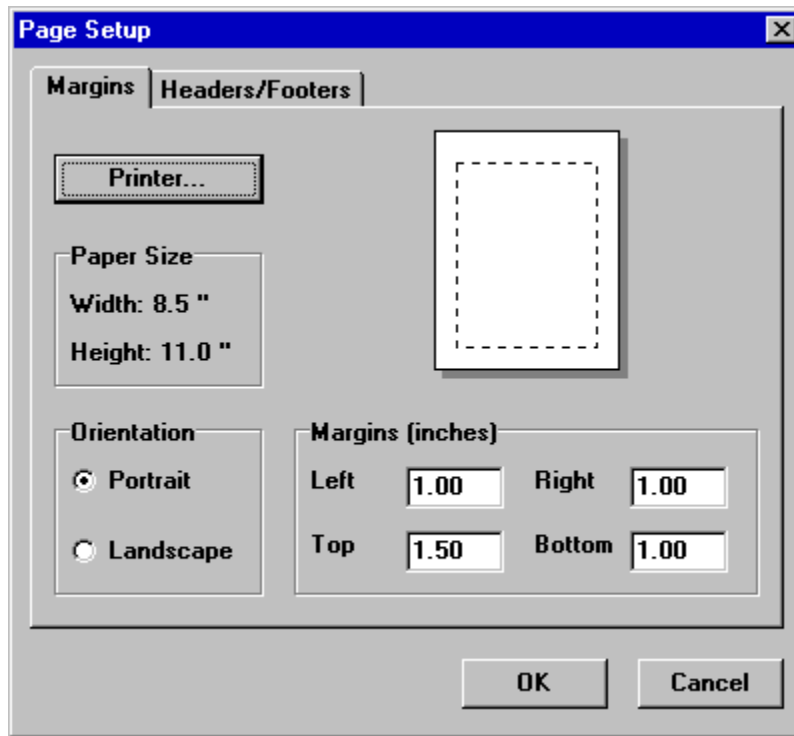 Page Setup
Margins Headers/Footers
Printer...
Paper Size
Width: 8.5 "
Height: 11.0 "
Orientation
Portrait
Landscape
Margins (inches)
Left 1.00 Right 1.00
Top 1.50 Bottom 1.00
OK Cancel